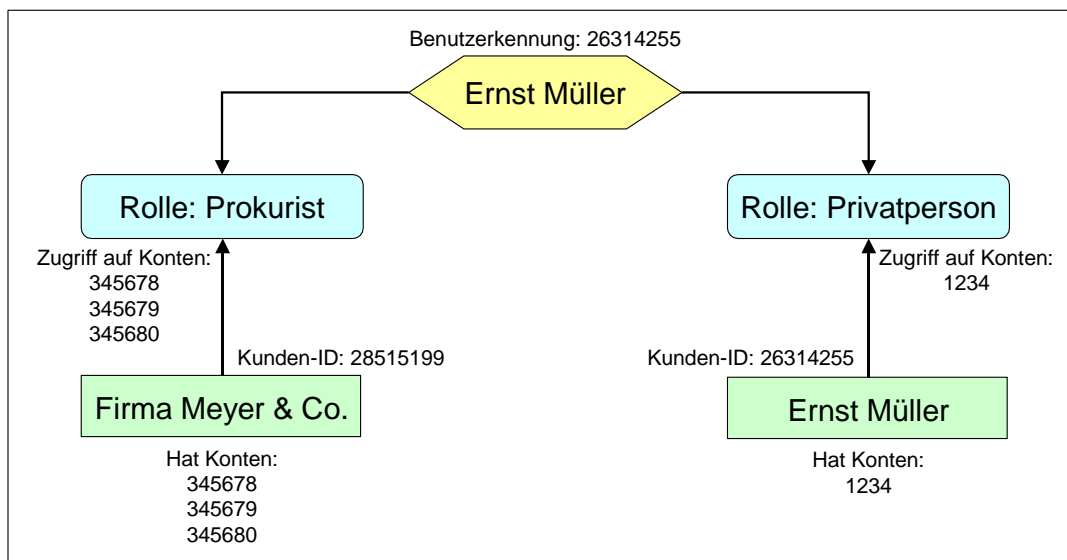 Benutzerkennung: 26314255
Ernst Müller
Rolle: Prokurist
Rolle: Privatperson
Zugriff auf Konten:
345678
345679
345680
Zugriff auf Konten:
1234
Kunden-ID: 28515199
Kunden-ID: 26314255
Firma Meyer & Co.
Ernst Müller
Hat Konten:
345678
345679
345680
Hat Konten:
1234